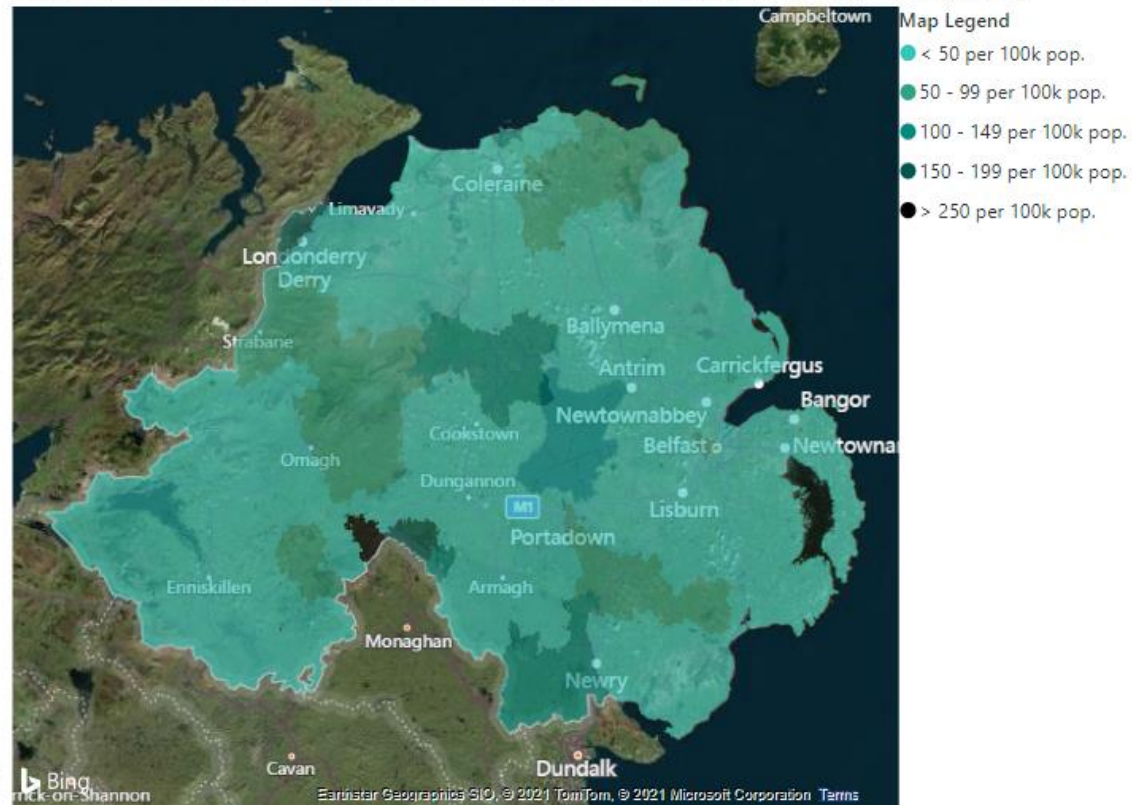 Campbeltown
Map Legend
< 50 per 100k pop.
50 - 99 per 100k pop.
100 - 149 per 100k pop.
150 - 199 per 100k pop.
> 250 per 100k pop.
Coleraine
Limavady
Londonderry
Derry
Ballymena
Strabane
Antrim
Carrickfergus
Bangor
Newtownabbey
Cookstown
Belfast
Newtownar
Omagh
Dungannon
M1
Lisburn
Portadown
Enniskillen
Armagh
Monaghan
Newry
Cavan
Dundalk
Bing
rrick-on-Shannon
Earthstar Geographics SIO, © 2021 TomTom, © 2021 Microsoft Corporation Terms